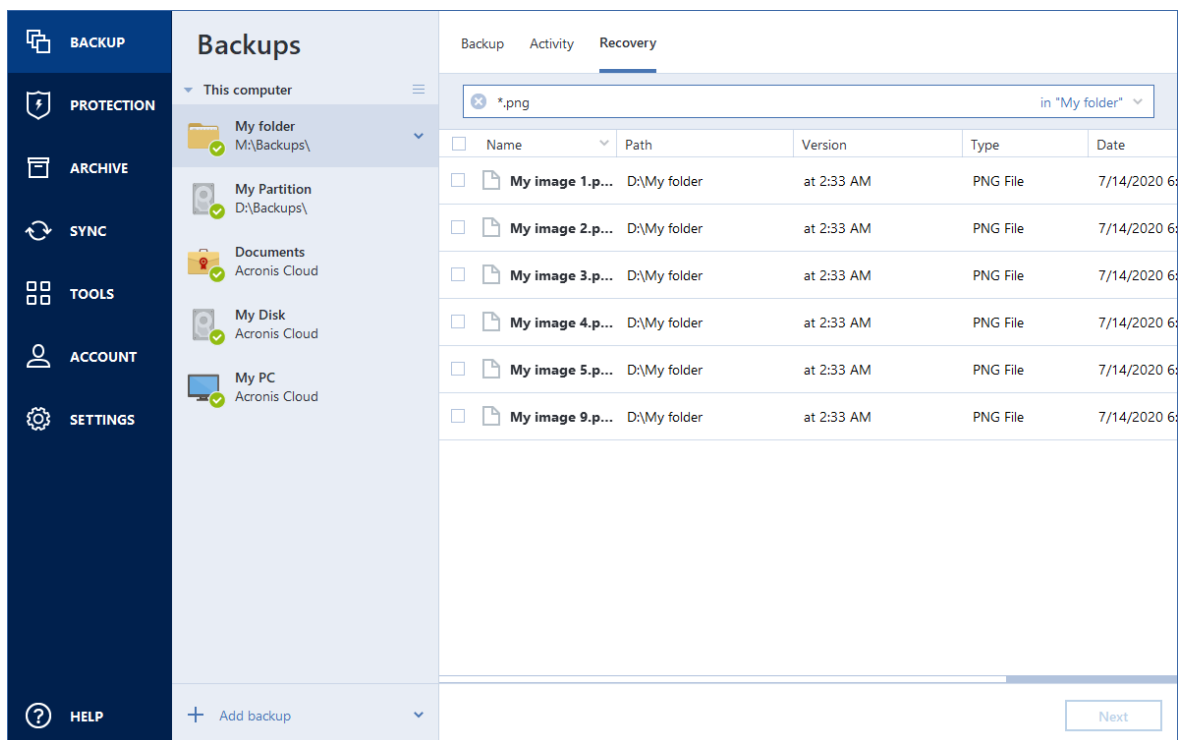 BACKUP
PROTECTION
ARCHIVE
SYNC
TOOLS
ACCOUNT
SETTINGS
HELP
Backups
This computer
My folder
M:\Backups\
My Partition
D:\Backups\
Documents
Acronis Cloud
My Disk
Acronis Cloud
My PC
Acronis Cloud
Add backup
Backup Activity Recovery
*.png in "My folder"
Name Path Version Type Date
My image 1.p... D:\My folder at 2:33 AM PNG File 7/14/2020 6:
My image 2.p... D:\My folder at 2:33 AM PNG File 7/14/2020 6:
My image 3.p... D:\My folder at 2:33 AM PNG File 7/14/2020 6:
My image 4.p... D:\My folder at 2:33 AM PNG File 7/14/2020 6:
My image 5.p... D:\My folder at 2:33 AM PNG File 7/14/2020 6:
My image 9.p... D:\My folder at 2:33 AM PNG File 7/14/2020 6:
Next